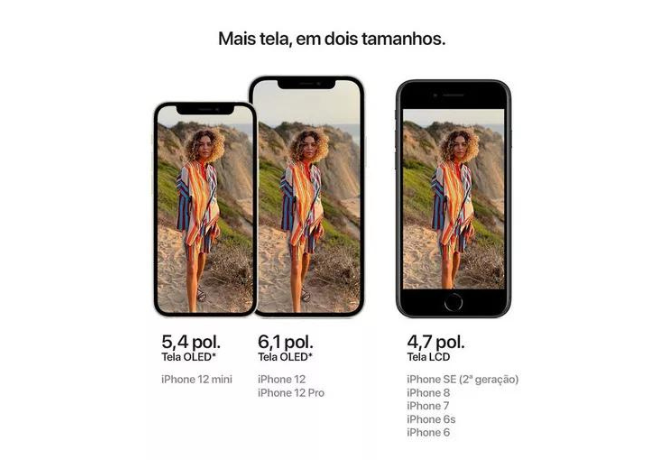 Mais tela, em dois tamanhos.
5,4 pol.
Tela OLED*
iPhone 12 mini
6,1 pol.
Tela OLED*
iPhone 12
iPhone 12 Pro
4,7 pol.
Tela LCD
iPhone SE (2ª geração)
iPhone 8
iPhone 7
iPhone 6s
iPhone 6